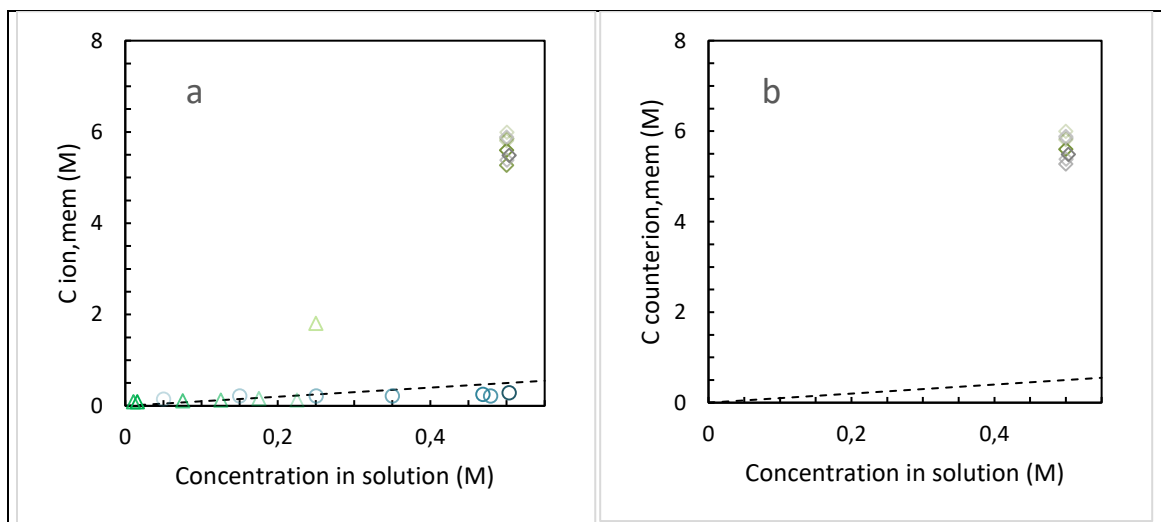 a
C ion,mem (M)
8
6
4
2
0
0
0,2
0,4
Concentration in solution (M)
b
C counterion,mem (M)
8
6
4
2
0
0
0,2
0,4
Concentration in solution (M)